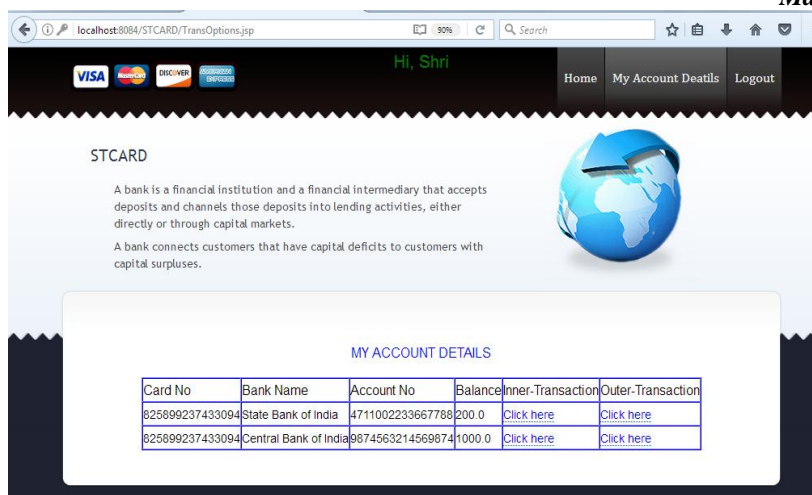 Mu
localhost:8084/STCARD/TransOptions.jsp 90% Search
VISA MasterCard DISCOVER AMERICAN EXPRESS
Hi, Shri
Home My Account Deatils Logout
STCARD
A bank is a financial institution and a financial intermediary that accepts
deposits and channels those deposits into lending activities, either
directly or through capital markets.
A bank connects customers that have capital deficits to customers with
capital surpluses.
MY ACCOUNT DETAILS
Card No Bank Name Account No Balance Inner-Transaction Outer-Transaction
825899237433094 State Bank of India 4711002233667788 200.0 Click here Click here
825899237433094 Central Bank of India 9874563214569874 1000.0 Click here Click here